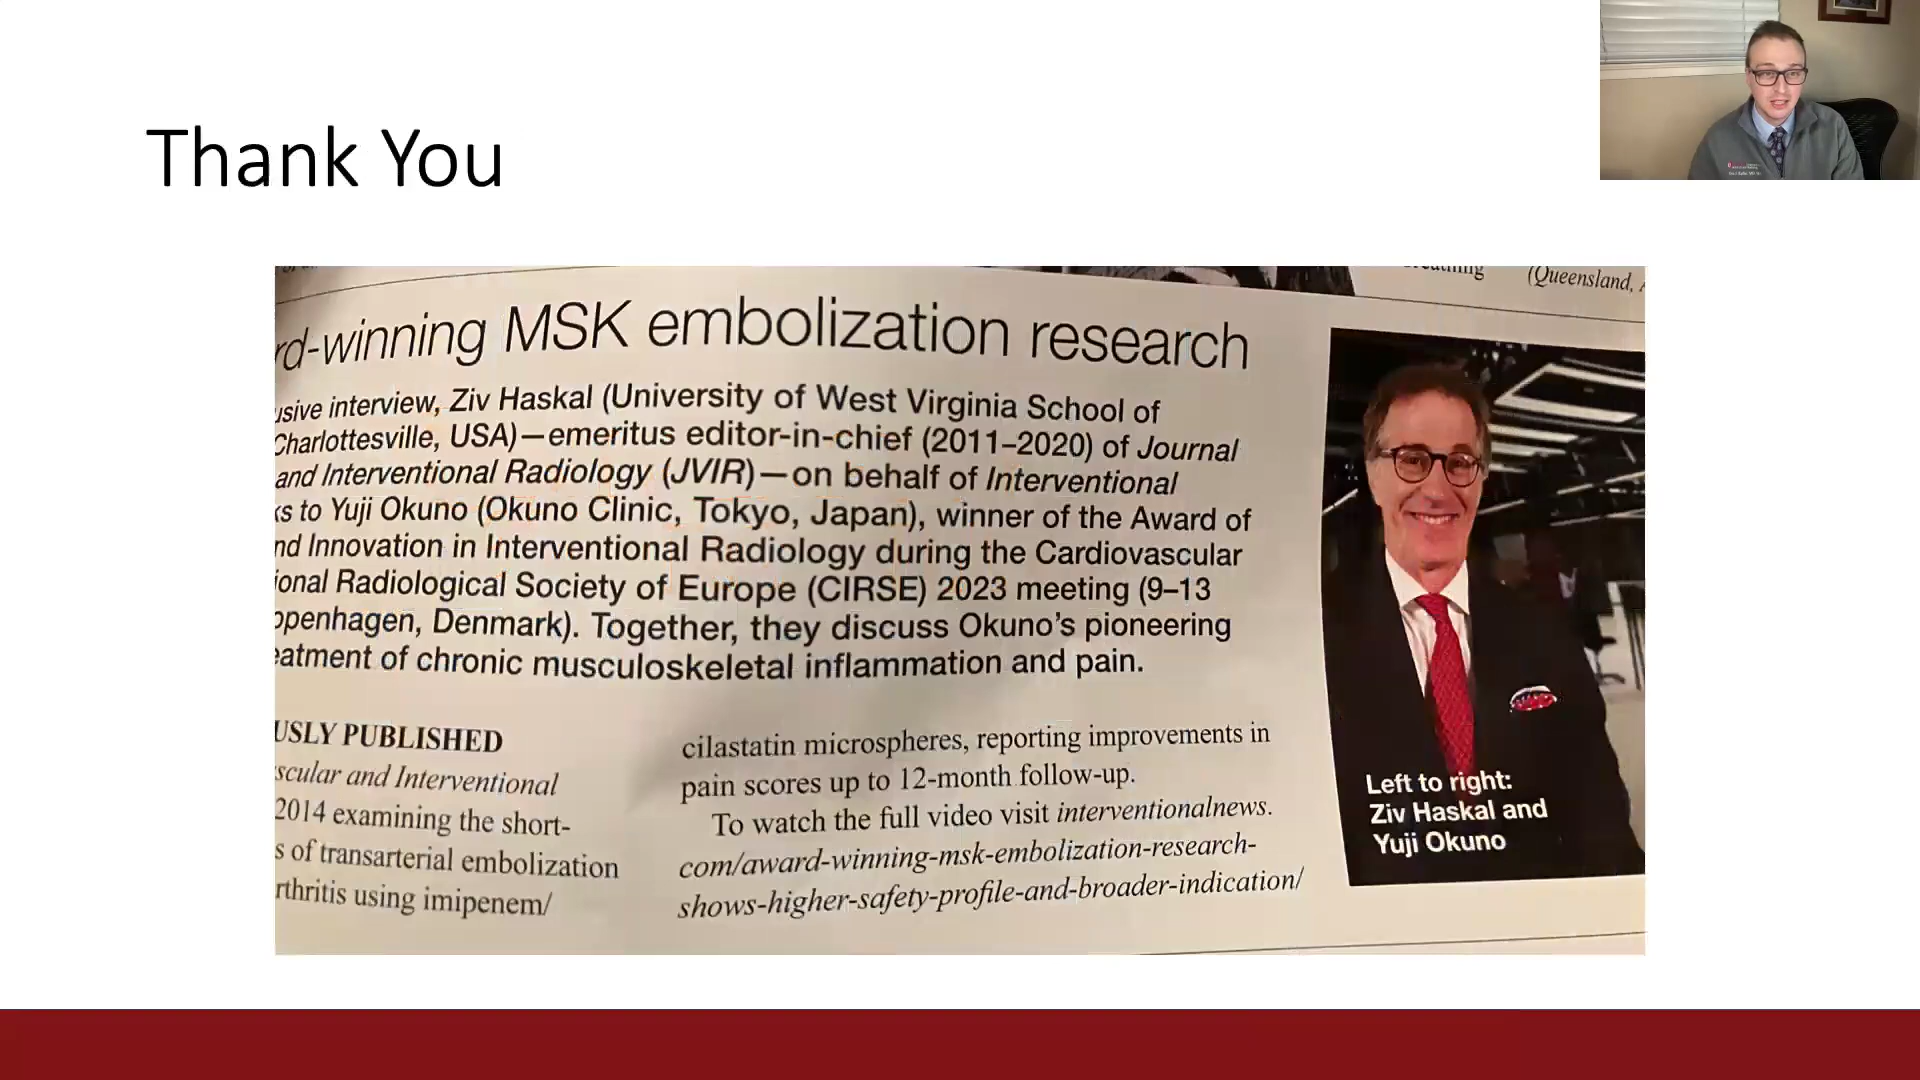 Thank You
(Queensland,
rd-winning MSK embolization research
usive interview, Ziv Haskal (University of West Virginia School of
Charlottesville, USA)—emeritus editor-in-chief (2011–2020) of Journal
and Interventional Radiology (JVIR)—on behalf of Interventional
ks to Yuji Okuno (Okuno Clinic, Tokyo, Japan), winner of the Award of
nd Innovation in Interventional Radiology during the Cardiovascular
ional Radiological Society of Europe (CIRSE) 2023 meeting (9–13
openhagen, Denmark). Together, they discuss Okuno’s pioneering
eatment of chronic musculoskeletal inflammation and pain.
USLY PUBLISHED
scular and Interventional
2014 examining the short-
s of transarterial embolization
rthritis using imipenem/
cilastatin microspheres, reporting improvements in
pain scores up to 12-month follow-up.
To watch the full video visit interventionalnews.
com/award-winning-msk-embolization-research-
shows-higher-safety-profile-and-broader-indication/
Left to right:
Ziv Haskal and
Yuji Okuno